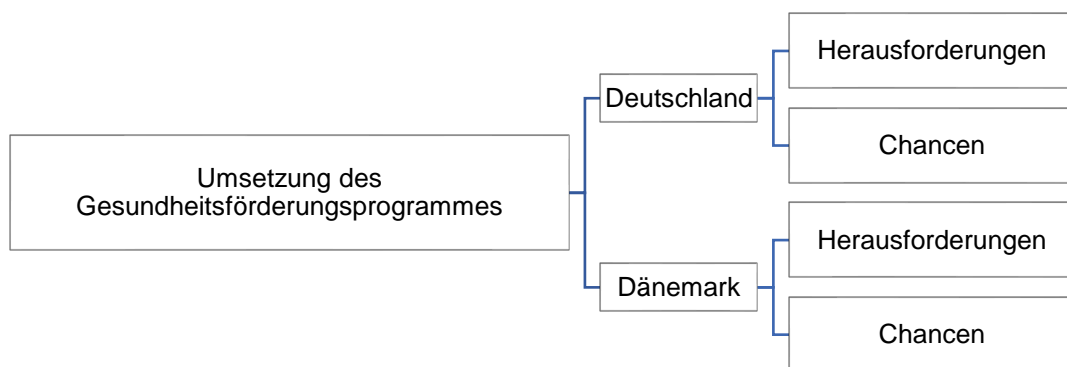 Umsetzung des
Gesundheitsförderungsprogrammes
Deutschland
Herausforderungen
Chancen
Dänemark
Herausforderungen
Chancen